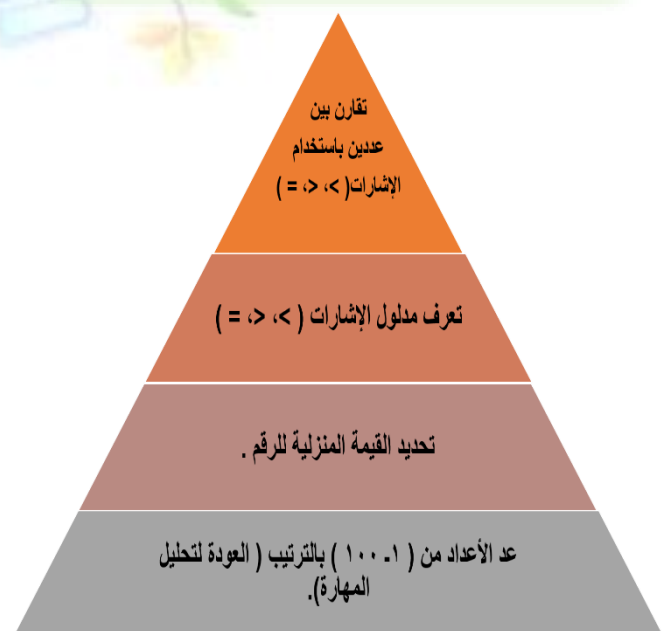 تقارن بين
عددين باستخدام
الإشارات( >، <، = )
تعرف مدلول الإشارات ( >، <، = )
تحديد القيمة المنزلية للرقم .
عد الأعداد من ( ١ـ ١٠٠ ) بالترتيب ( العودة لتحليل
المهارة).